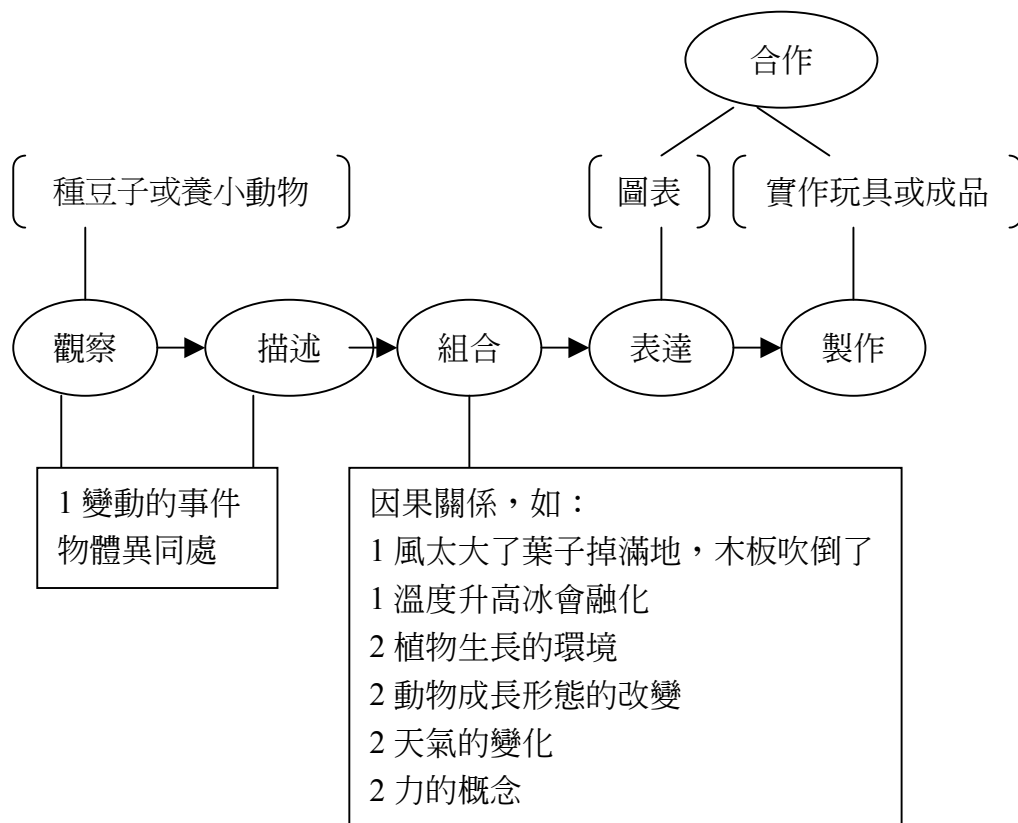 合作
種豆子或養小動物
圖表
實作玩具或成品
觀察
描述
組合
表達
製作
1 變動的事件
物體異同處
因果關係，如：
1 風太大了葉子掉滿地，木板吹倒了
1 溫度升高冰會融化
2 植物生長的環境
2 動物成長形態的改變
2 天氣的變化
2 力的概念